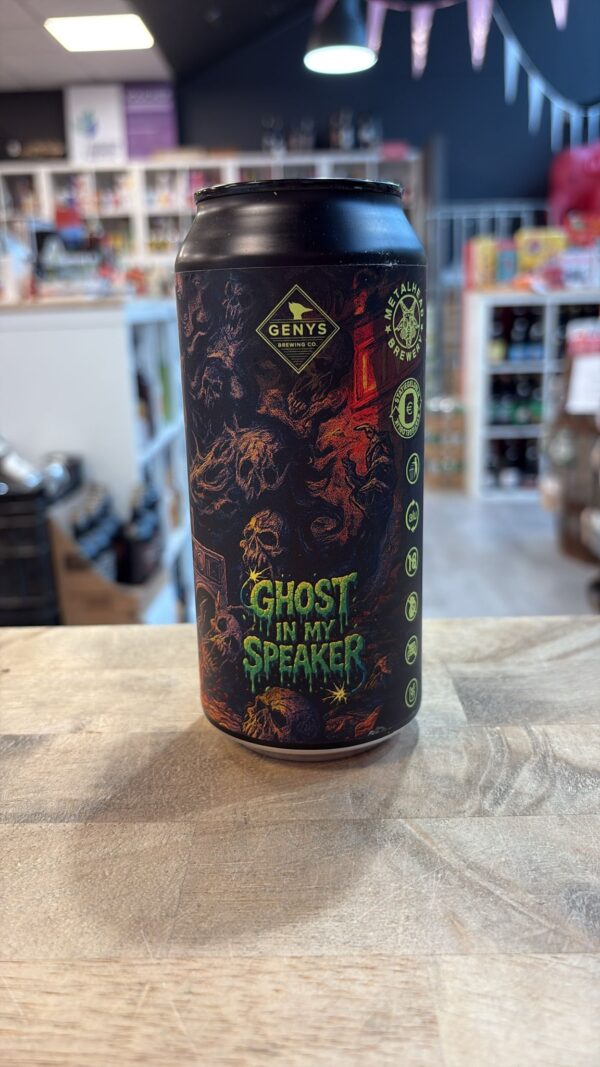 GENYS
BREWING CO.
METALHEAD
BREWERY
GHOST
IN MY
SPEAKER